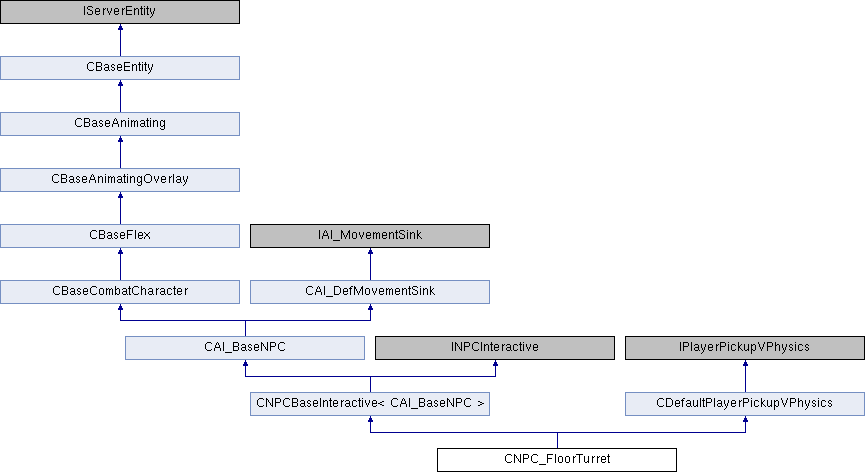 IServerEntity
CBaseEntity
CBaseAnimating
CBaseAnimatingOverlay
CBaseFlex
IAI_MovementSink
CBaseCombatCharacter
CAI_DefMovementSink
CAI_BaseNPC
INPCInteractive
IPlayerPickupVPhysics
CNPCBaseInteractive< CAI_BaseNPC >
CDefaultPlayerPickupVPhysics
CNPC_FloorTurret